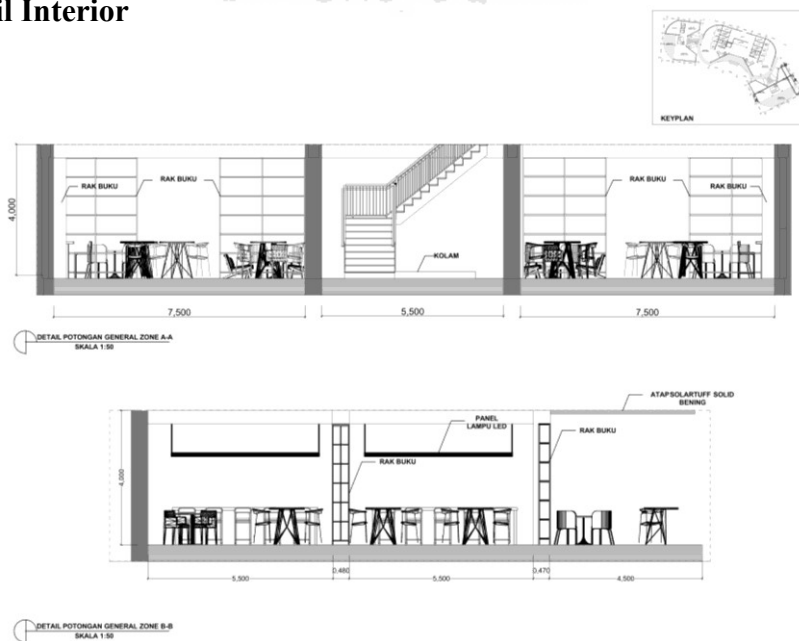 il Interior
KEYPLAN
RAK BUKU
RAK BUKU
RAK BUKU
RAK BUKU
4,000
KOLAM
7,500
5,500
7,500
DETAIL POTONGAN GENERAL ZONE A-A
SKALA 1:50
ATAP SOLARTUFF SOLID
BENING
PANEL
LAMPU LED
RAK BUKU
RAK BUKU
4,000
5,500
0,480
5,500
0,470
4,500
DETAIL POTONGAN GENERAL ZONE B-B
SKALA 1:50